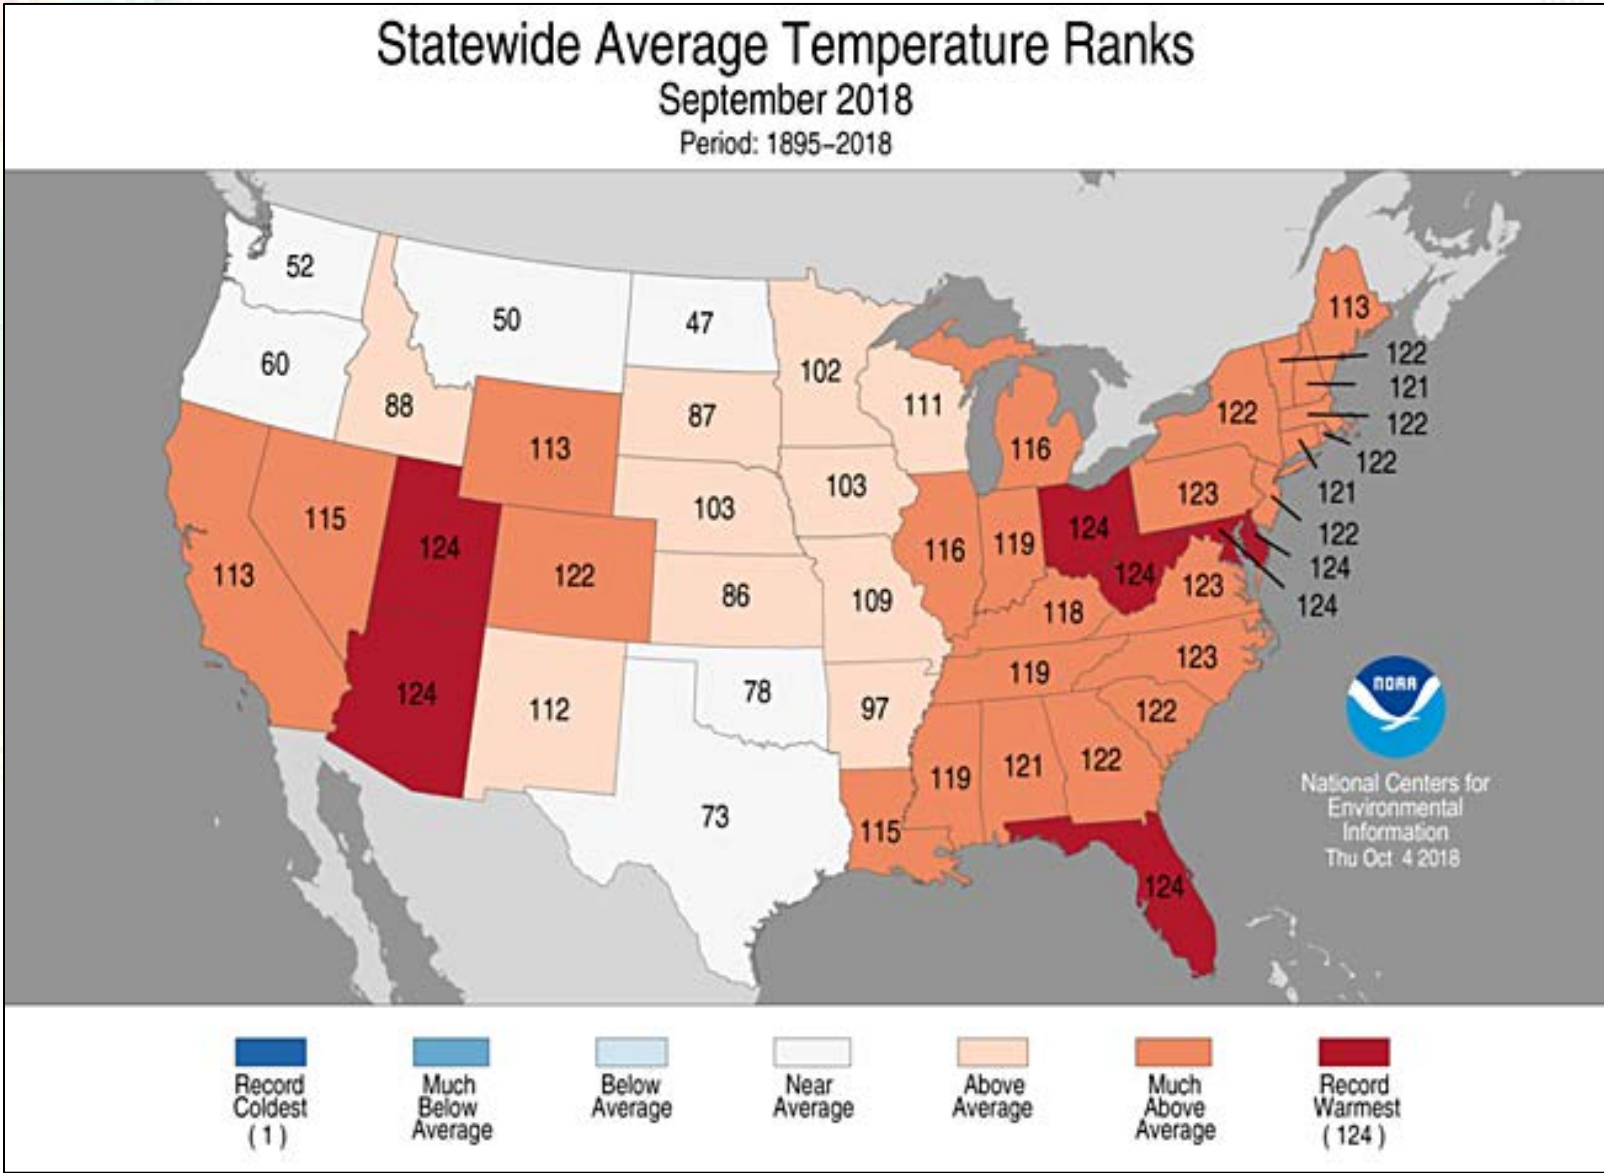 Statewide Average Temperature Ranks
September 2018
Period: 1895–2018
52
50
47
60
88
102
111
113
122
121
122
122
122
121
122
124
124
87
113
116
123
115
124
103
103
116
119
124
124
123
113
122
86
109
118
124
112
78
97
119
123
122
73
115
119
121
122
124
NOAA
National Centers for
Environmental
Information
Thu Oct 4 2018
Record
Coldest
( 1 )
Much
Below
Average
Below
Average
Near
Average
Above
Average
Much
Above
Average
Record
Warmest
( 124 )